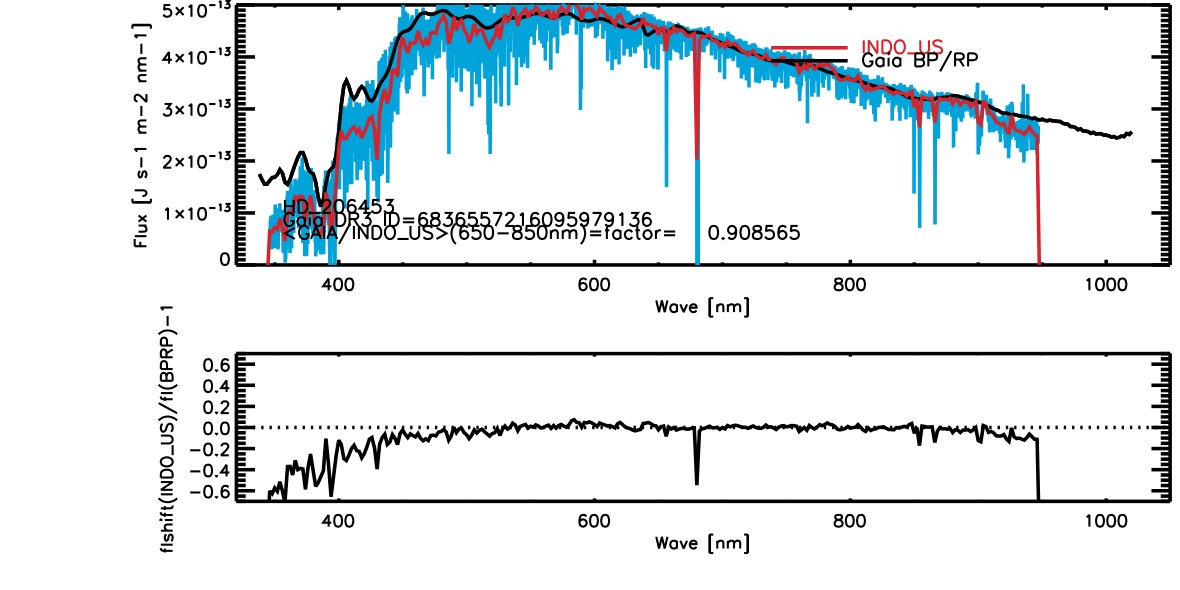 5×10−13
4×10−13
3×10−13
2×10−13
1×10−13
0
Flux [J s−1 m−2 nm−1]
INDO_US
Gaia BP/RP
HD_206453
Gaia DR3 ID=6836557216095979136
<GAIA/INDO_US>(650−850nm)=factor= 0.908565
400 600 800 1000
Wave [nm]
0.6
0.4
0.2
0.0
−0.2
−0.4
−0.6
flshift(INDO_US)/fl(BPRP)−1
400 600 800 1000
Wave [nm]